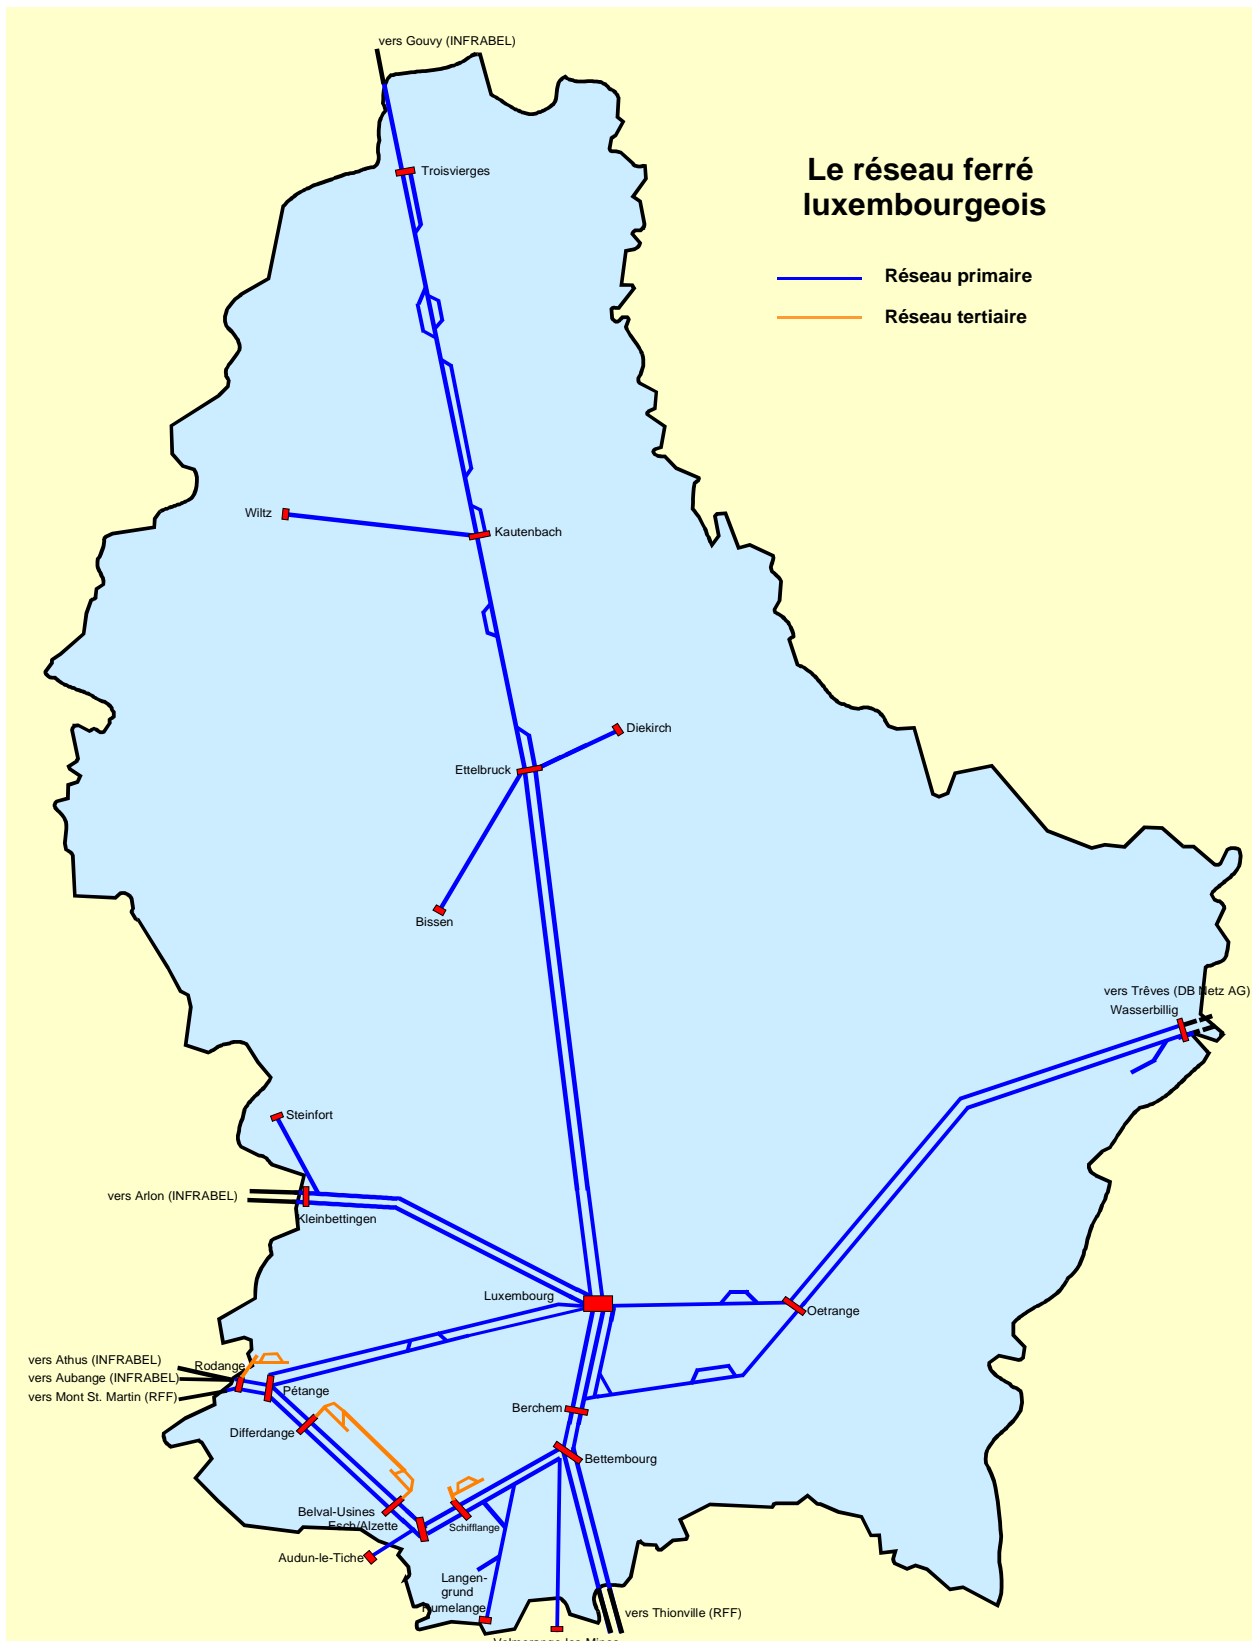 vers Gouvy (INFRABEL)
Le réseau ferré
luxembourgeois
Troisvierges
Réseau primaire
Réseau tertiaire
Wiltz
Kautenbach
Diekirch
Ettelbruck
Bissen
vers Trêves (DB Netz AG)
Wasserbillig
Steinfort
vers Arlon (INFRABEL)
Kleinbettingen
Luxembourg
Oetrange
vers Athus (INFRABEL)
Rodange
vers Aubange (INFRABEL)
vers Mont St. Martin (RFF)
Pétange
Berchem
Differdange
Bettembourg
Belval-Usines
Esch/Alzette
Schifflange
Audun-le-Tiche
Langen-
grund
Rumelange
vers Thionville (RFF)
Volmerange-les-Mines